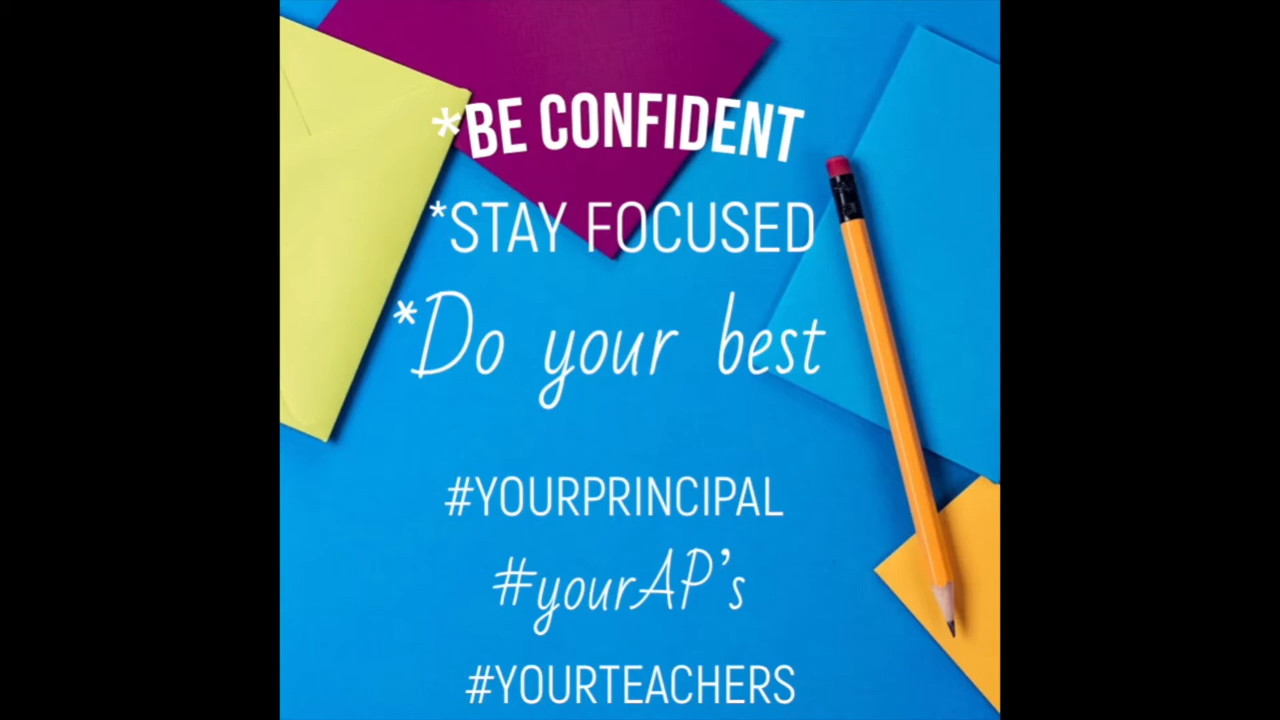 *BE CONFIDENT
*STAY FOCUSED
*Do your best
#YOURPRINCIPAL
#yourAP's
#YOURTEACHERS